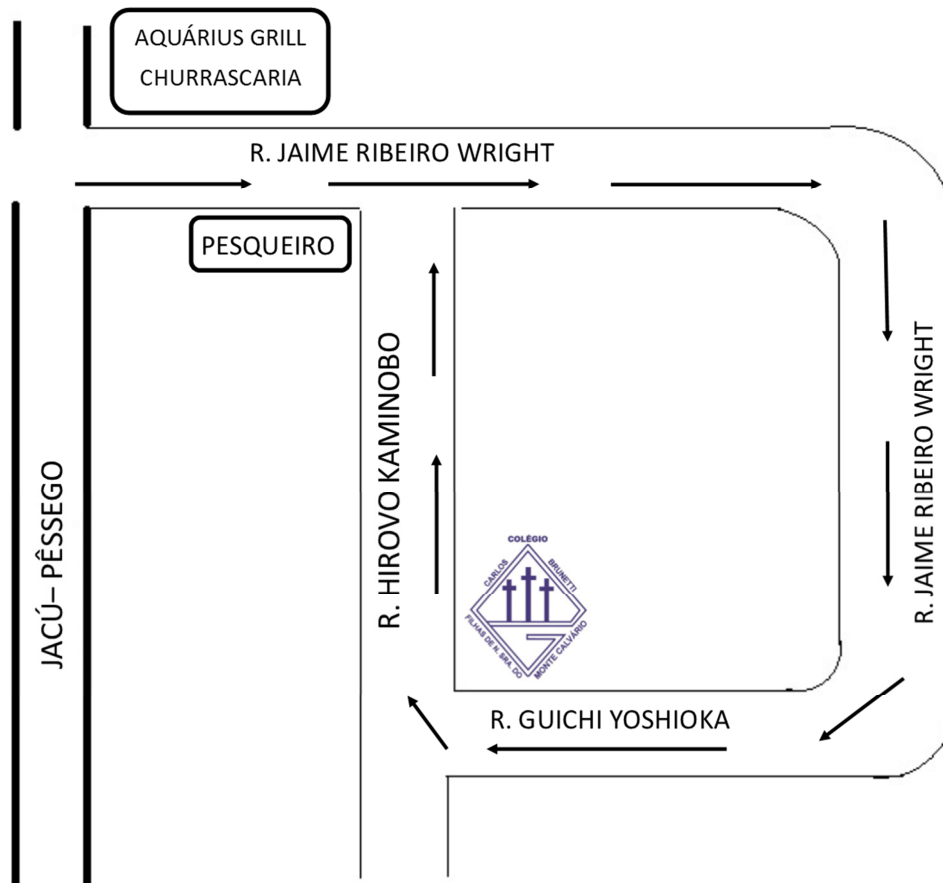 AQUÁRIUS GRILL
CHURRASCARIA
R. JAIME RIBEIRO WRIGHT
PESQUEIRO
JACÚ– PÊSSEGO
R. HIROVO KAMINOBO
R. JAIME RIBEIRO WRIGHT
COLÉGIO
CARLOS
BRUNETTI
FILHAS DE N. SRA. DO
MONTE CALVÁRIO
R. GUICHI YOSHIOKA